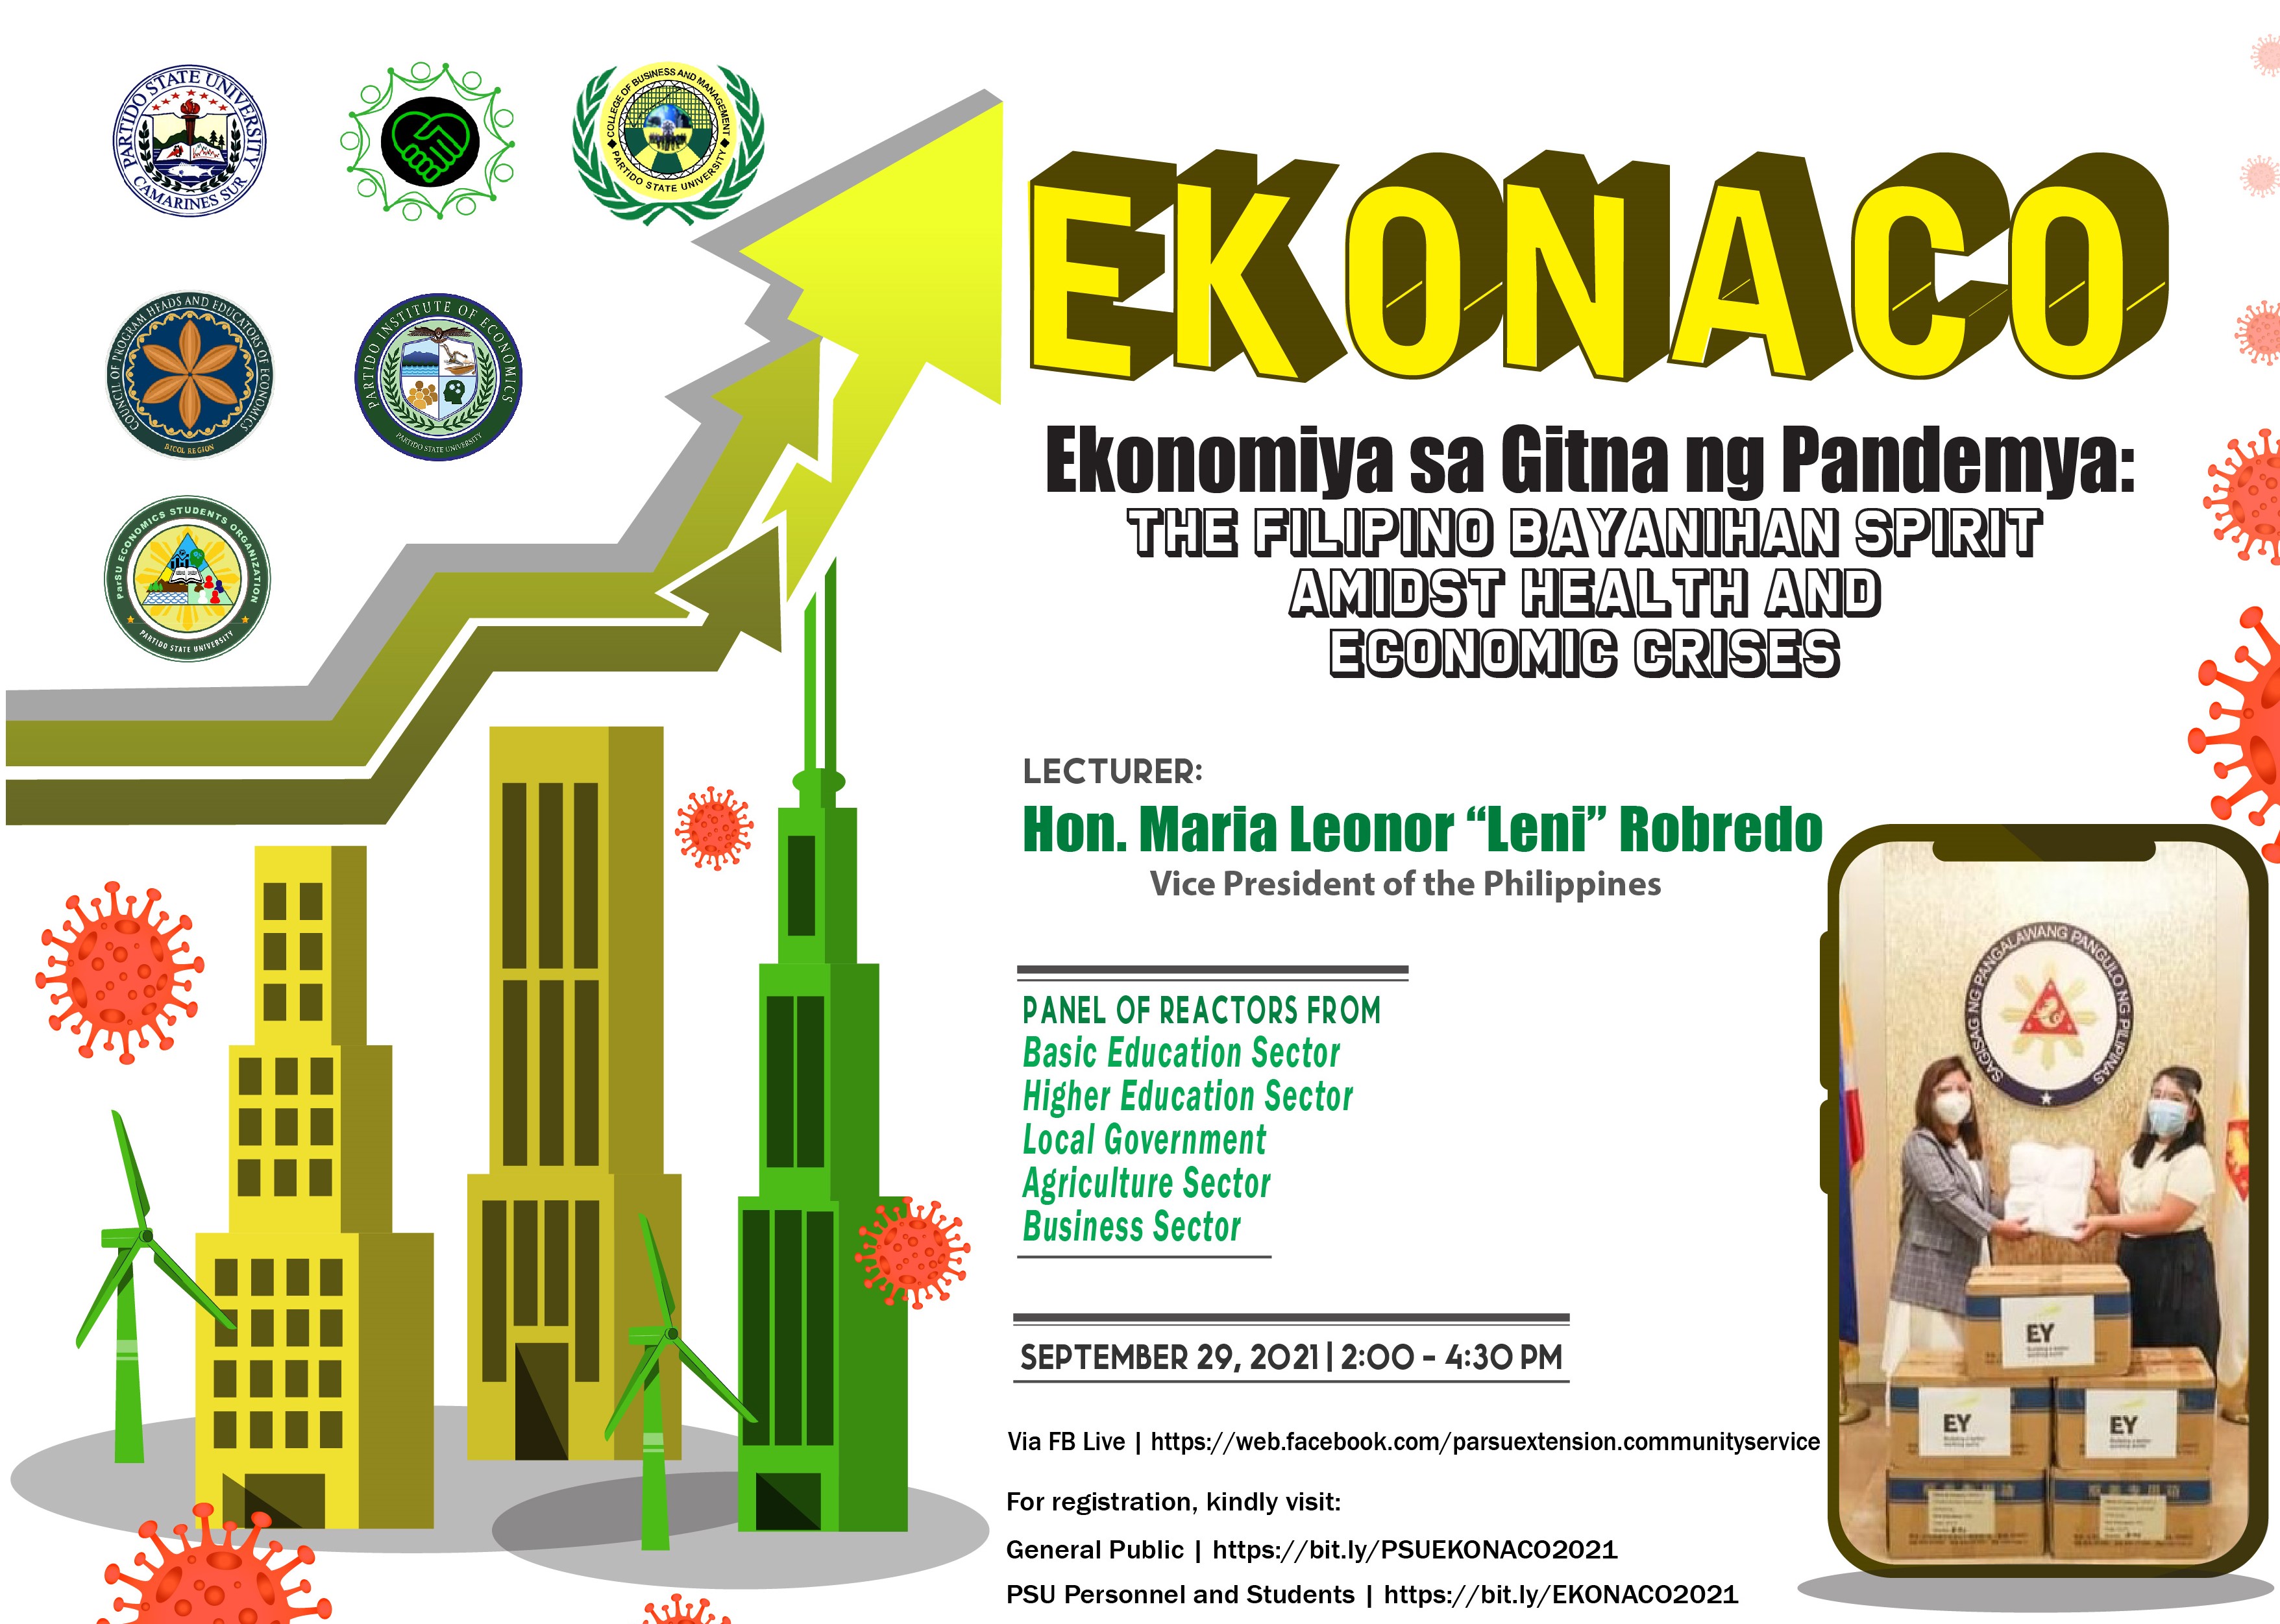 PARTIDO STATE UNIVERSITY
CAMARINES SUR
COLLEGE OF BUSINESS AND MANAGEMENT
PARTIDO STATE UNIVERSITY
COUNCIL OF PROGRAM HEADS AND EDUCATORS OF ECONOMICS
BICOL REGION
PARTIDO INSTITUTE OF ECONOMICS
PARTIDO STATE UNIVERSITY
ParSU ECONOMICS STUDENTS ORGANIZATION
PARTIDO STATE UNIVERSITY
EKONACO
Ekonomiya sa Gitna ng Pandemya:
THE FILIPINO BAYANIHAN SPIRIT
AMIDST HEALTH AND
ECONOMIC CRISES
LECTURER:
Hon. Maria Leonor “Leni” Robredo
Vice President of the Philippines
PANEL OF REACTORS FROM
Basic Education Sector
Higher Education Sector
Local Government
Agriculture Sector
Business Sector
SEPTEMBER 29, 2021 | 2:00 - 4:30 PM
Via FB Live | https://web.facebook.com/parsuextension.communityservice
For registration, kindly visit:
General Public | https://bit.ly/PSUEKONACO2021
PSU Personnel and Students | https://bit.ly/EKONACO2021
SAGISAG NG PANGALAWANG PANGULO NG PILIPINAS
EY
EY
EY